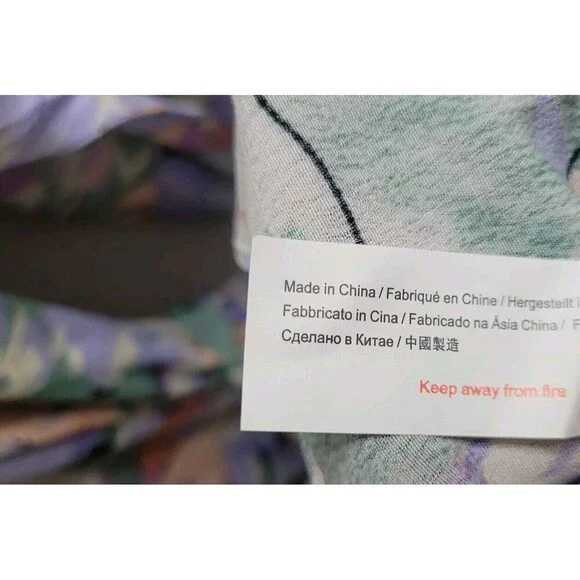 Made in China / Fabriqué en Chine / Hergestellt
Fabbricato in Cina / Fabricado na Ásia China /
Сделано в Китае / 中國製造
Keep away from fire